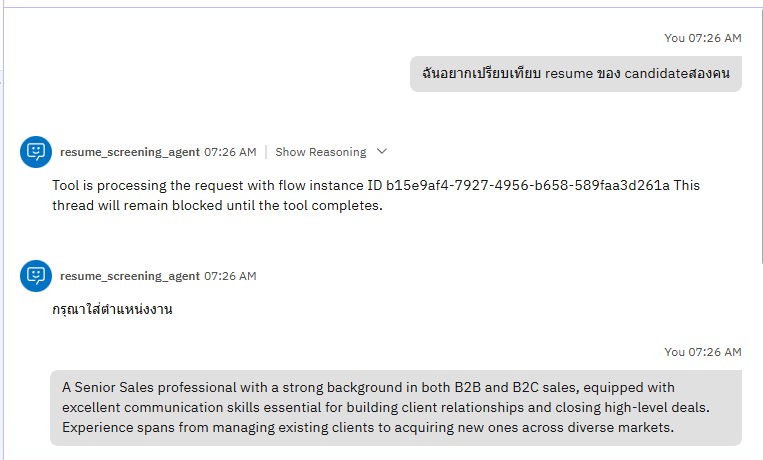 You 07:26 AM
ฉันอยากเปรียบเทียบ resume ของ candidateสองคน
resume_screening_agent 07:26 AM | Show Reasoning
Tool is processing the request with flow instance ID b15e9af4-7927-4956-b658-589faa3d261a This
thread will remain blocked until the tool completes.
resume_screening_agent 07:26 AM
กรุณาใส่ตำแหน่งงาน
You 07:26 AM
A Senior Sales professional with a strong background in both B2B and B2C sales, equipped with
excellent communication skills essential for building client relationships and closing high-level deals.
Experience spans from managing existing clients to acquiring new ones across diverse markets.